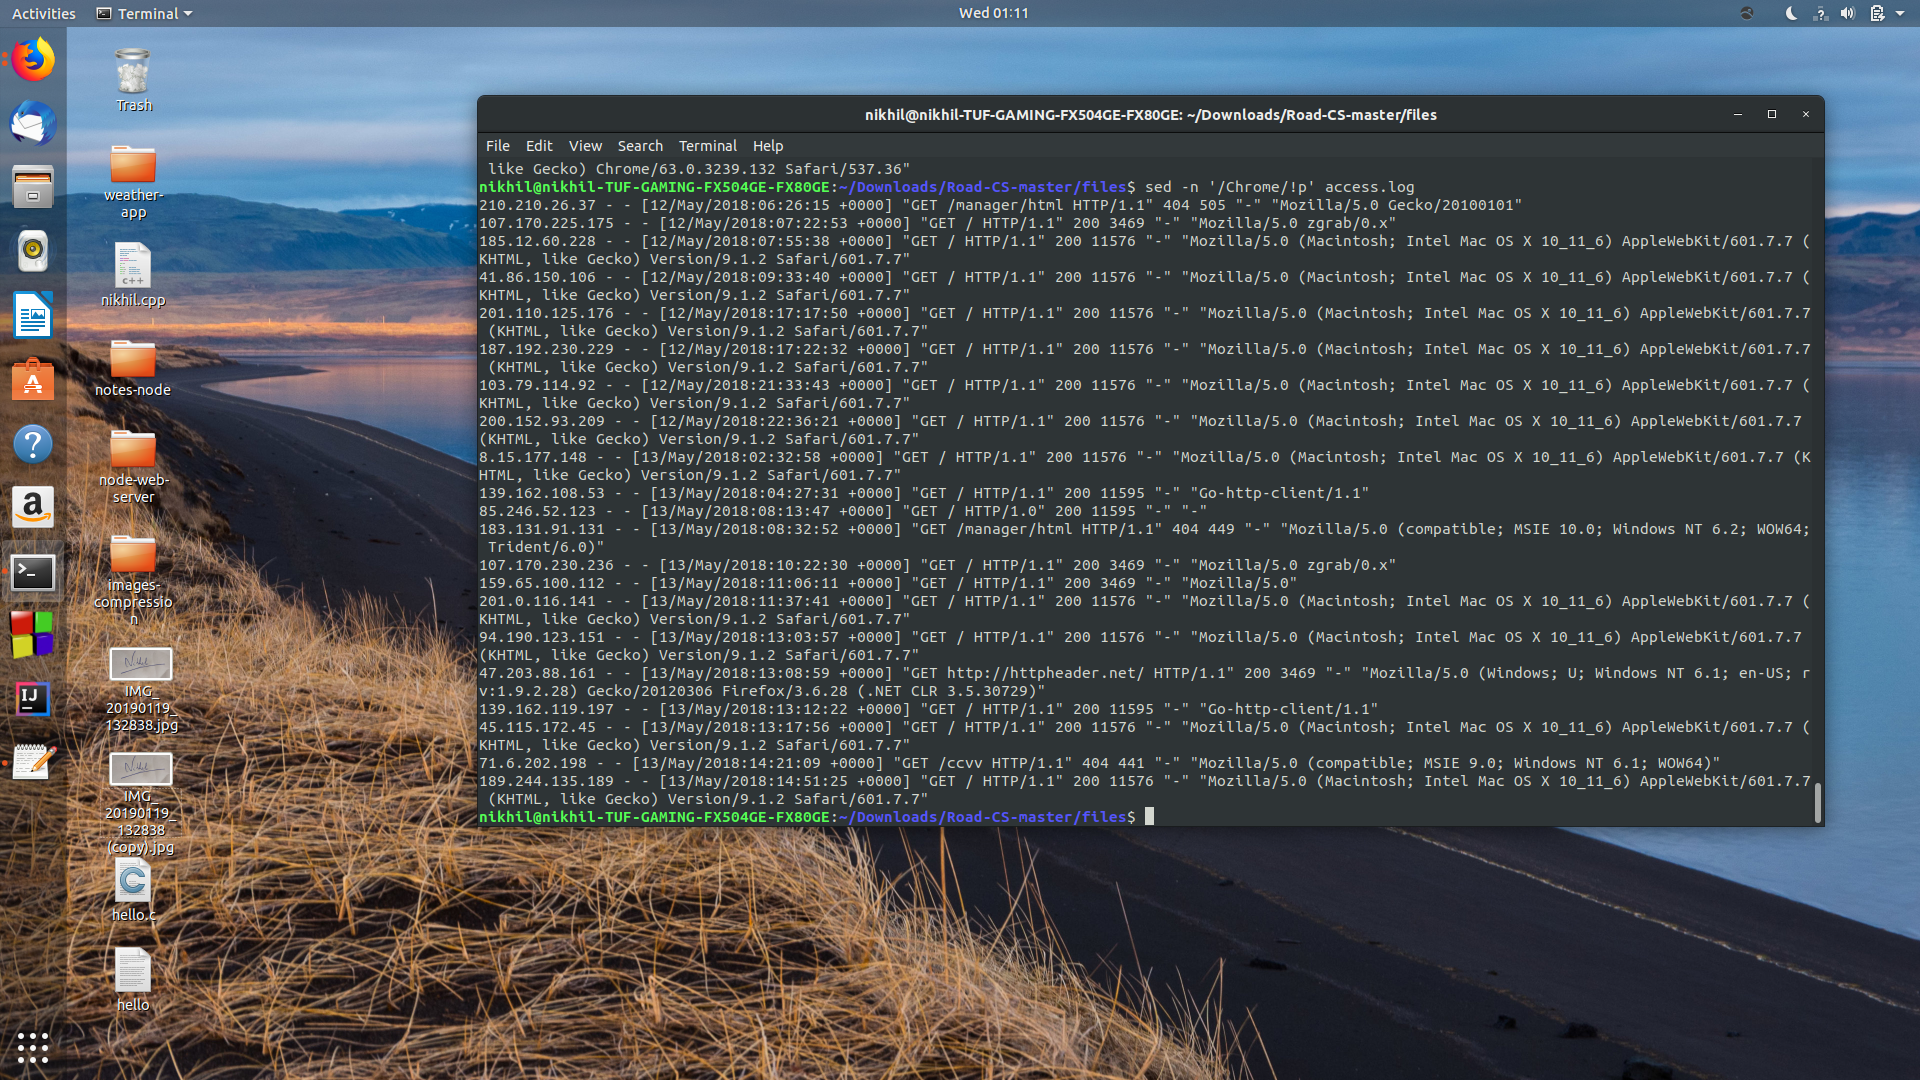 Activities
Terminal
Wed 01:11
Trash
weather-
app
nikhil.cpp
notes-node
node-web-
server
images-
compressio
n
IMG_
20190119_
132838.jpg
IMG_
20190119_
132838
(copy).jpg
hello.c
hello
nikhil@nikhil-TUF-GAMING-FX504GE-FX80GE: ~/Downloads/Road-CS-master/files
File Edit View Search Terminal Help
like Gecko) Chrome/63.0.3239.132 Safari/537.36"
nikhil@nikhil-TUF-GAMING-FX504GE-FX80GE:~/Downloads/Road-CS-master/files$ sed -n '/Chrome/!p' access.log
210.210.26.37 - - [12/May/2018:06:26:15 +0000] "GET /manager/html HTTP/1.1" 404 505 "-" "Mozilla/5.0 Gecko/20100101"
107.170.225.175 - - [12/May/2018:07:22:53 +0000] "GET / HTTP/1.1" 200 3469 "-" "Mozilla/5.0 zgrab/0.x"
185.12.60.228 - - [12/May/2018:07:55:38 +0000] "GET / HTTP/1.1" 200 11576 "-" "Mozilla/5.0 (Macintosh; Intel Mac OS X 10_11_6) AppleWebKit/601.7.7 (
KHTML, like Gecko) Version/9.1.2 Safari/601.7.7"
41.86.150.106 - - [12/May/2018:09:33:40 +0000] "GET / HTTP/1.1" 200 11576 "-" "Mozilla/5.0 (Macintosh; Intel Mac OS X 10_11_6) AppleWebKit/601.7.7 (
KHTML, like Gecko) Version/9.1.2 Safari/601.7.7"
201.110.125.176 - - [12/May/2018:17:17:50 +0000] "GET / HTTP/1.1" 200 11576 "-" "Mozilla/5.0 (Macintosh; Intel Mac OS X 10_11_6) AppleWebKit/601.7.7
(KHTML, like Gecko) Version/9.1.2 Safari/601.7.7"
187.192.230.229 - - [12/May/2018:17:22:32 +0000] "GET / HTTP/1.1" 200 11576 "-" "Mozilla/5.0 (Macintosh; Intel Mac OS X 10_11_6) AppleWebKit/601.7.7
(KHTML, like Gecko) Version/9.1.2 Safari/601.7.7"
103.79.114.92 - - [12/May/2018:21:33:43 +0000] "GET / HTTP/1.1" 200 11576 "-" "Mozilla/5.0 (Macintosh; Intel Mac OS X 10_11_6) AppleWebKit/601.7.7 (
KHTML, like Gecko) Version/9.1.2 Safari/601.7.7"
200.152.93.209 - - [12/May/2018:22:36:21 +0000] "GET / HTTP/1.1" 200 11576 "-" "Mozilla/5.0 (Macintosh; Intel Mac OS X 10_11_6) AppleWebKit/601.7.7
(KHTML, like Gecko) Version/9.1.2 Safari/601.7.7"
8.15.177.148 - - [13/May/2018:02:32:58 +0000] "GET / HTTP/1.1" 200 11576 "-" "Mozilla/5.0 (Macintosh; Intel Mac OS X 10_11_6) AppleWebKit/601.7.7 (K
HTML, like Gecko) Version/9.1.2 Safari/601.7.7"
139.162.108.53 - - [13/May/2018:04:27:31 +0000] "GET / HTTP/1.1" 200 11595 "-" "Go-http-client/1.1"
85.246.52.123 - - [13/May/2018:08:13:47 +0000] "GET / HTTP/1.0" 200 11595 "-" "-"
183.131.91.131 - - [13/May/2018:08:32:52 +0000] "GET /manager/html HTTP/1.1" 404 449 "-" "Mozilla/5.0 (compatible; MSIE 10.0; Windows NT 6.2; WOW64;
Trident/6.0)"
107.170.230.236 - - [13/May/2018:10:22:30 +0000] "GET / HTTP/1.1" 200 3469 "-" "Mozilla/5.0 zgrab/0.x"
159.65.100.112 - - [13/May/2018:11:06:11 +0000] "GET / HTTP/1.1" 200 3469 "-" "Mozilla/5.0"
201.0.116.141 - - [13/May/2018:11:37:41 +0000] "GET / HTTP/1.1" 200 11576 "-" "Mozilla/5.0 (Macintosh; Intel Mac OS X 10_11_6) AppleWebKit/601.7.7 (
KHTML, like Gecko) Version/9.1.2 Safari/601.7.7"
94.190.123.151 - - [13/May/2018:13:03:57 +0000] "GET / HTTP/1.1" 200 11576 "-" "Mozilla/5.0 (Macintosh; Intel Mac OS X 10_11_6) AppleWebKit/601.7.7
(KHTML, like Gecko) Version/9.1.2 Safari/601.7.7"
47.203.88.161 - - [13/May/2018:13:08:59 +0000] "GET http://httpheader.net/ HTTP/1.1" 200 3469 "-" "Mozilla/5.0 (Windows; U; Windows NT 6.1; en-US; r
v:1.9.2.28) Gecko/20120306 Firefox/3.6.28 (.NET CLR 3.5.30729)"
139.162.119.197 - - [13/May/2018:13:12:22 +0000] "GET / HTTP/1.1" 200 11595 "-" "Go-http-client/1.1"
45.115.172.45 - - [13/May/2018:13:17:56 +0000] "GET / HTTP/1.1" 200 11576 "-" "Mozilla/5.0 (Macintosh; Intel Mac OS X 10_11_6) AppleWebKit/601.7.7 (
KHTML, like Gecko) Version/9.1.2 Safari/601.7.7"
71.6.202.198 - - [13/May/2018:14:21:09 +0000] "GET /ccvv HTTP/1.1" 404 441 "-" "Mozilla/5.0 (compatible; MSIE 9.0; Windows NT 6.1; WOW64)"
189.244.135.189 - - [13/May/2018:14:51:25 +0000] "GET / HTTP/1.1" 200 11576 "-" "Mozilla/5.0 (Macintosh; Intel Mac OS X 10_11_6) AppleWebKit/601.7.7
(KHTML, like Gecko) Version/9.1.2 Safari/601.7.7"
nikhil@nikhil-TUF-GAMING-FX504GE-FX80GE:~/Downloads/Road-CS-master/files$